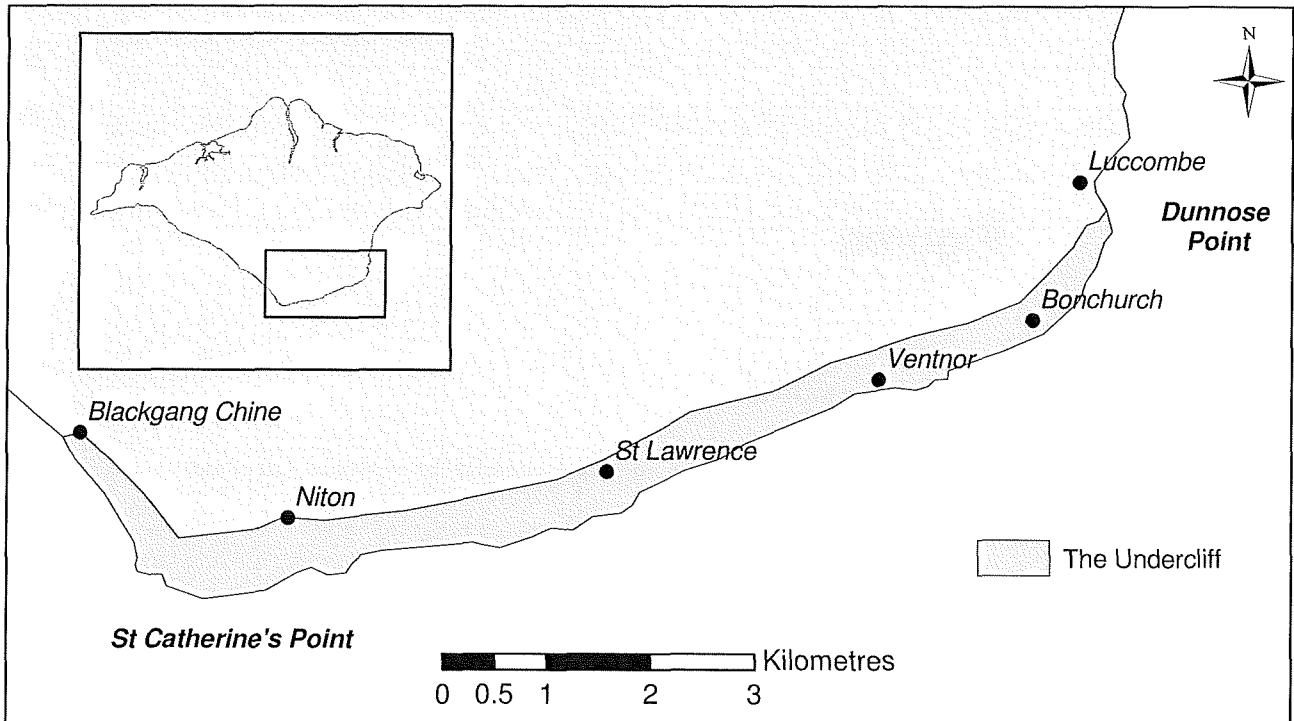 N
Luccombe
Dunnose
Point
Bonchurch
Ventnor
Blackgang Chine
St Lawrence
Niton
The Undercliff
St Catherine's Point
Kilometres
0 0.5 1 2 3